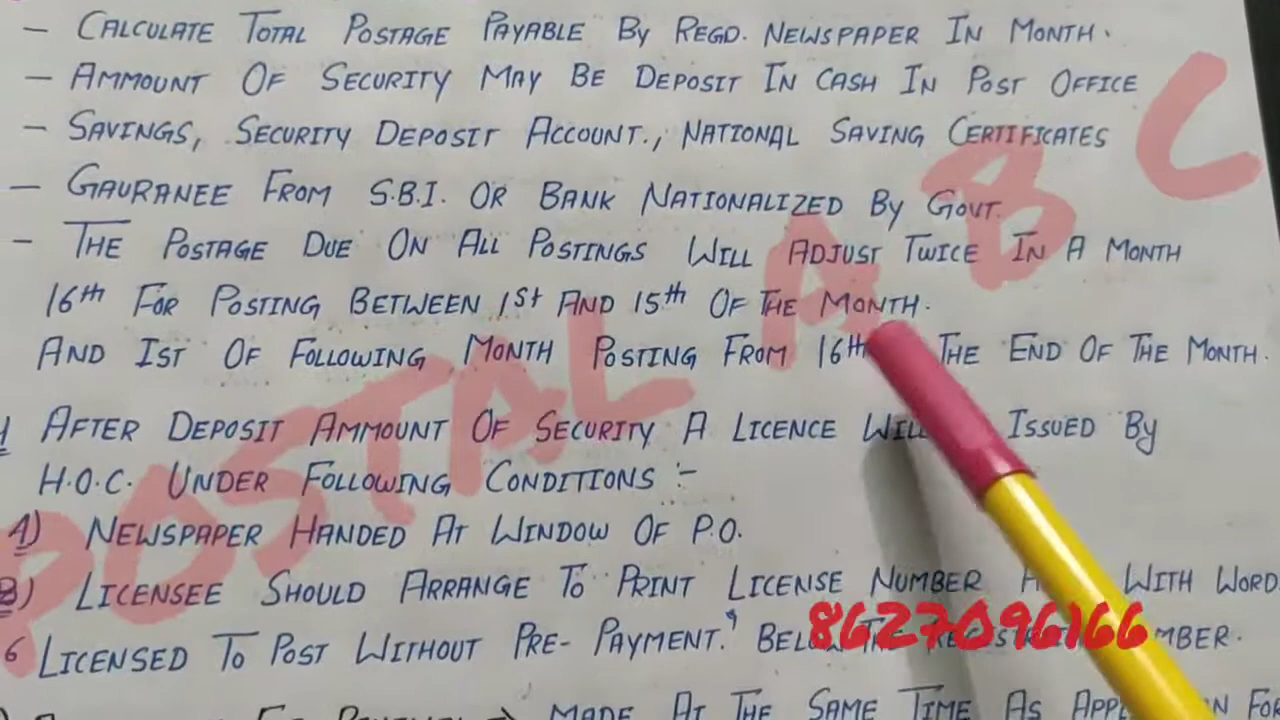 - CALCULATE TOTAL POSTAGE PAYABLE BY REGD. NEWSPAPER IN MONTH.
- AMMOUNT OF SECURITY MAY BE DEPOSIT IN CASH IN POST OFFICE
- SAVINGS, SECURITY DEPOSIT ACCOUNT., NATIONAL SAVING CERTIFICATES
- GAURANEE FROM S.B.I. OR BANK NATIONALIZED BY GOVT.
- THE POSTAGE DUE ON ALL POSTINGS WILL ADJUST TWICE IN A MONTH
16th FOR POSTING BETWEEN 1st AND 15th OF THE MONTH.
AND IST OF FOLLOWING MONTH POSTING FROM 16th THE END OF THE MONTH.
AFTER DEPOSIT AMMOUNT OF SECURITY A LICENCE ISSUED BY
H.O.C. UNDER FOLLOWING CONDITIONS :-
A) NEWSPAPER HANDED AT WINDOW OF P.O.
B) LICENSEE SHOULD ARRANGE TO PRINT LICENSE NUMBER WITH WORD
6 LICENSED TO POST WITHOUT PRE-PAYMENT.9
MADE AT THE SAME TIME AS
POSTAL A B C
8627096166